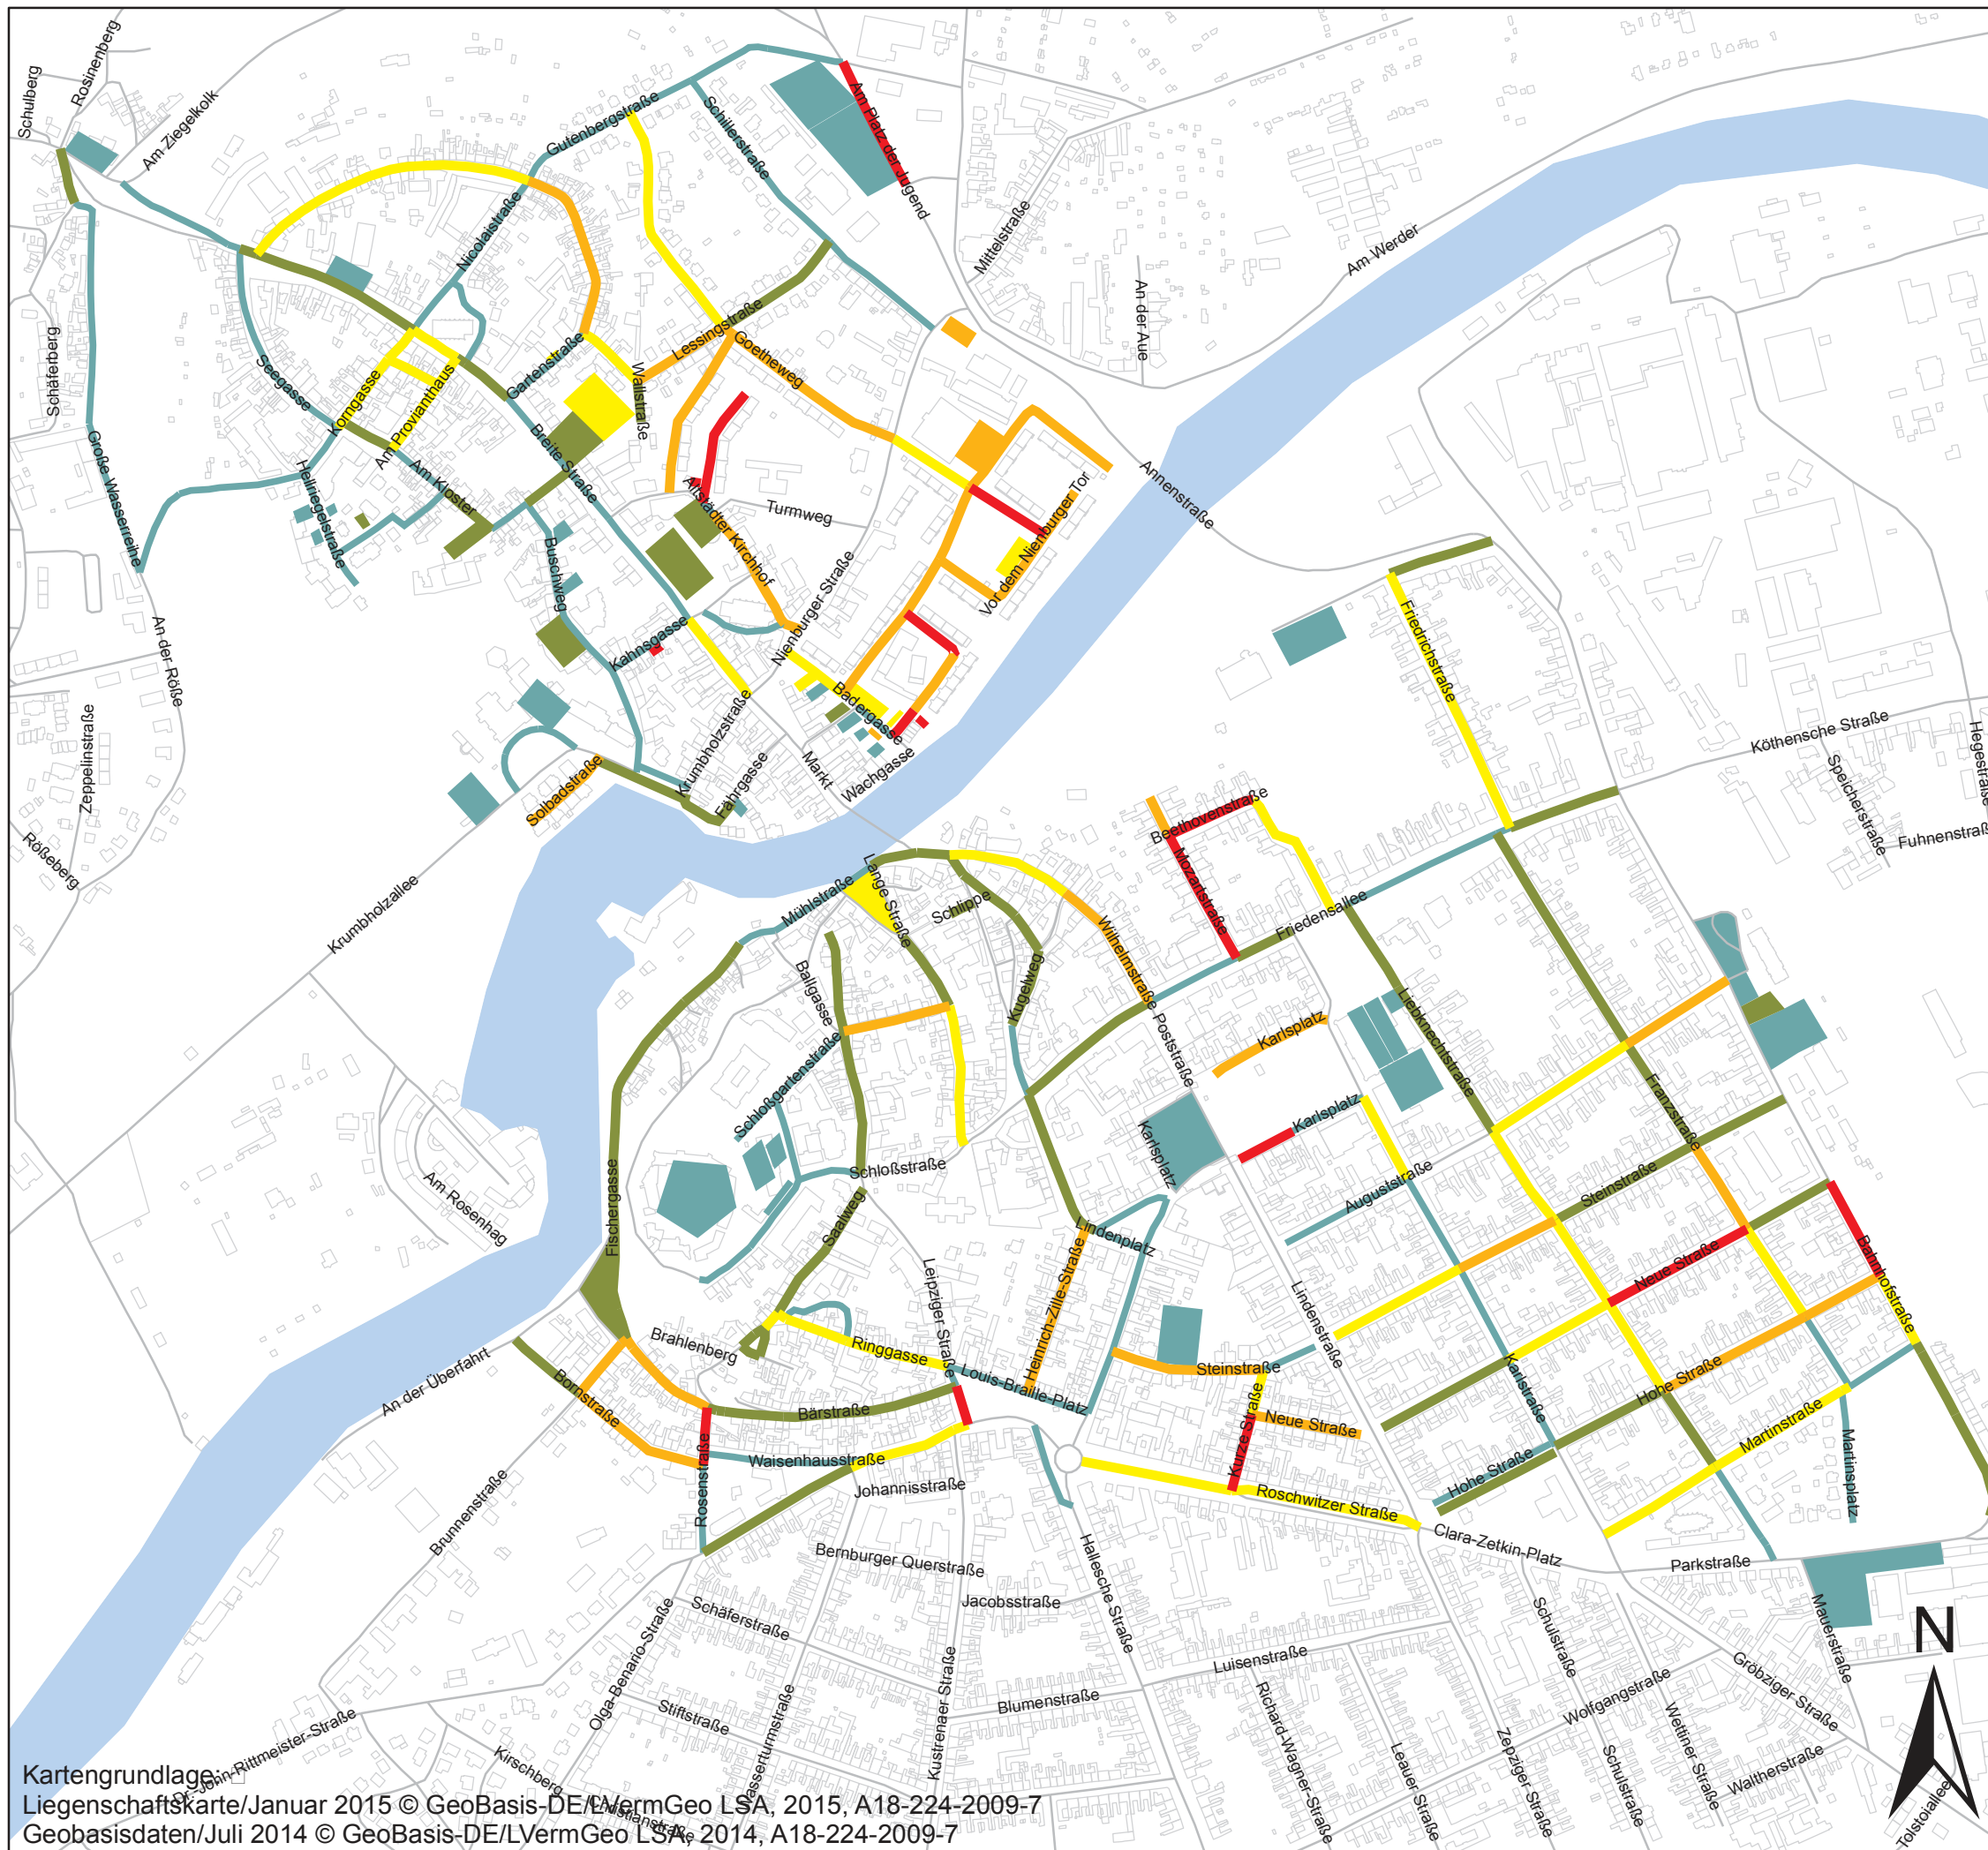 Rosinenberg
Schulberg
Am Ziegelkolk
Gutenbergstraße
Schillerstraße
Am Platz der Jugend
Mittelstraße
Am Werder
An der Aue
Nicolaistraße
Schäferberg
Seegasse
Korngasse
Am Provianthaus
Gartenstraße
Wallstraße
Lessingstraße
Goetheweg
Große Wasserreihe
Hellriegelstraße
Am Kloster
Breite Straße
Buschweg
Altstädter Kirchhof
Turmweg
Vor dem Nienburger Tor
Annenstraße
Nienburger Straße
Kahnsgasse
Badergasse
Krumbholzstraße
Fährgasse
Markt
Wachgasse
An der Röße
Zeppelinstraße
Rößeberg
Solbadstraße
Krumbholzallee
Friedrichstraße
Köthensche Straße
Speicherstraße
Hegestraße
Fuhnenstraß
Beethovenstraße
Mozartstraße
Friedensallee
Lange Straße
Mühlstraße
Schlippe
Wilhelmstraße
Ballgasse
Kugelweg
Poststraße
Karlsplatz
Liebknechtstraße
Franzstraße
Schloßgartenstraße
Karlsplatz
Karlsplatz
Schloßstraße
Auguststraße
Steinstraße
Am Rosenhag
Fischergasse
Saalweg
Lindenplatz
Leipziger Straße
Heinrich-Zille-Straße
Lindenstraße
Neue Straße
Bahnhofstraße
Brahlenberg
Ringgasse
Louis-Braille-Platz
Steinstraße
Karlstraße
Hohe Straße
An der Überfahrt
Bornstraße
Bärstraße
Neue Straße
Kurze Straße
Martinstraße
Martinsplatz
Rosenstraße
Waisenhausstraße
Johannisstraße
Roschwitzer Straße
Hohe Straße
Brunnenstraße
Clara-Zetkin-Platz
Parkstraße
Bernburger Querstraße
Hallesche Straße
Jacobsstraße
Schäferstraße
Olga-Benario-Straße
Schulstraße
Mauerstraße
N
Luisenstraße
Gröbziger Straße
Wolfgangstraße
Wettiner Straße
Blumenstraße
Kustrenaer Straße
Stiftstraße
Wasserturmstraße
Richard-Wagner-Straße
Leauer Straße
Zepziger Straße
Schulstraße
Waltherstraße
Tolstoiallee
Dr.-John-Rittmeister-Straße
Kirschberg
Christianstraße
Kartengrundlage:
Liegenschaftskarte/Januar 2015 © GeoBasis-DE/LVermGeo LSA, 2015, A18-224-2009-7
Geobasisdaten/Juli 2014 © GeoBasis-DE/LVermGeo LSA, 2014, A18-224-2009-7